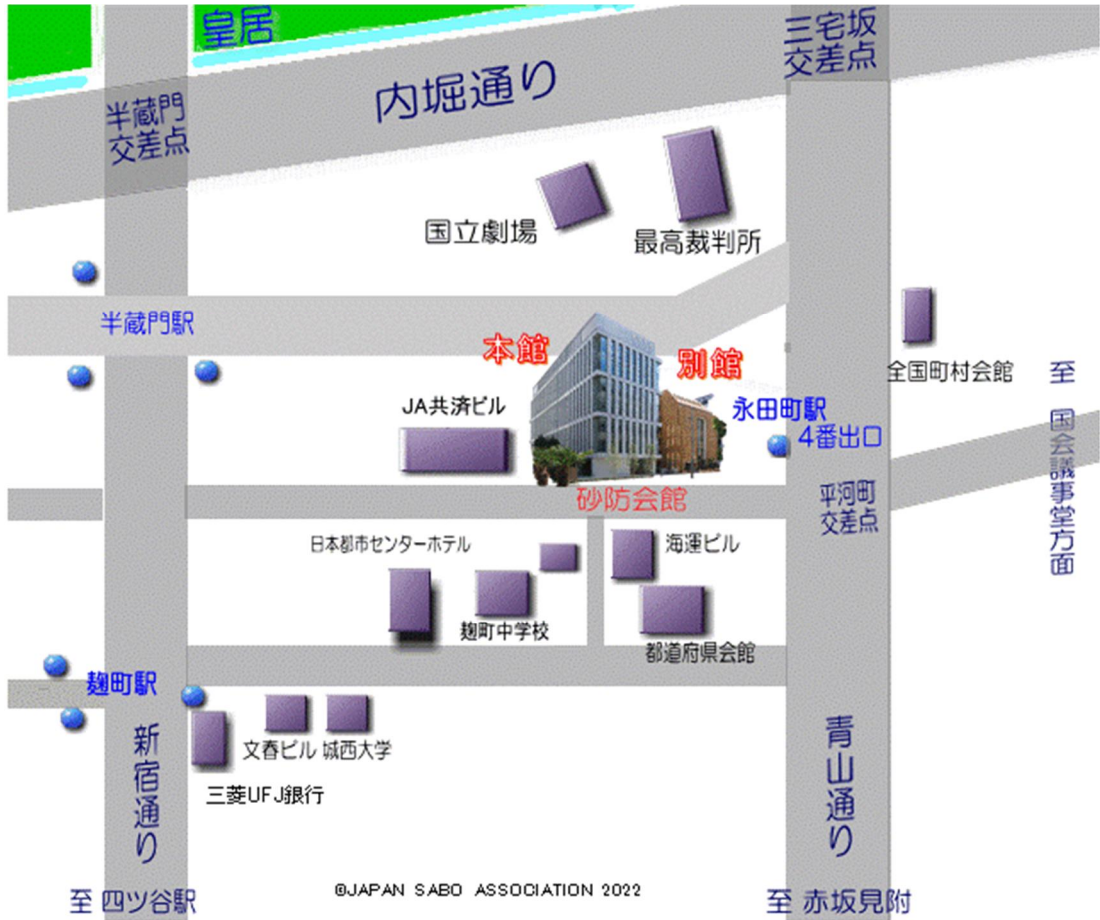 皇居
三宅坂
交差点
内堀通り
半蔵門
交差点
国立劇場
最高裁判所
半蔵門駅
本館
別館
全国町村会館
至 国会議事堂方面
JA共済ビル
永田町駅
4番出口
砂防会館
平河町
交差点
日本都市センターホテル
海運ビル
麹町中学校
都道府県会館
麹町駅
新宿通り
文春ビル
城西大学
青山通り
三菱UFJ銀行
至 四ツ谷駅
©JAPAN SABO ASSOCIATION 2022
至 赤坂見附